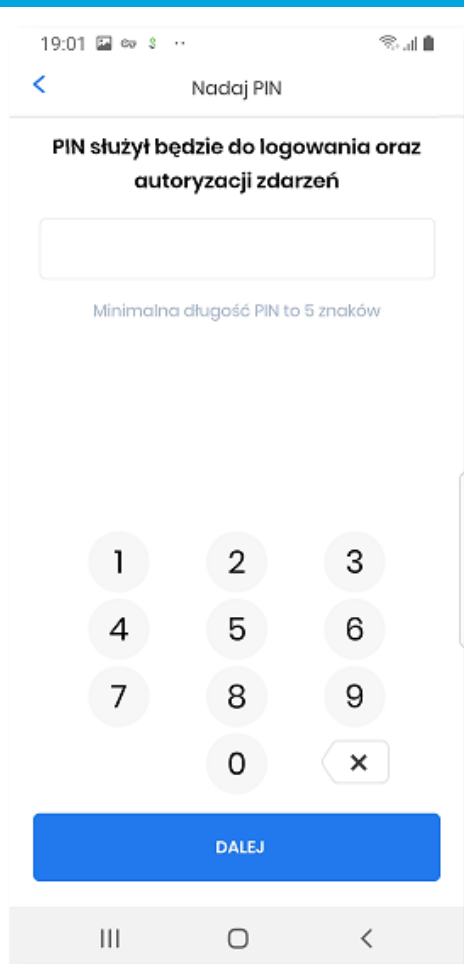 19:01
Nadaj PIN
PIN służył będzie do logowania oraz
autoryzacji zdarzeń
Minimalna długość PIN to 5 znaków
1 2 3
4 5 6
7 8 9
0
DALEJ